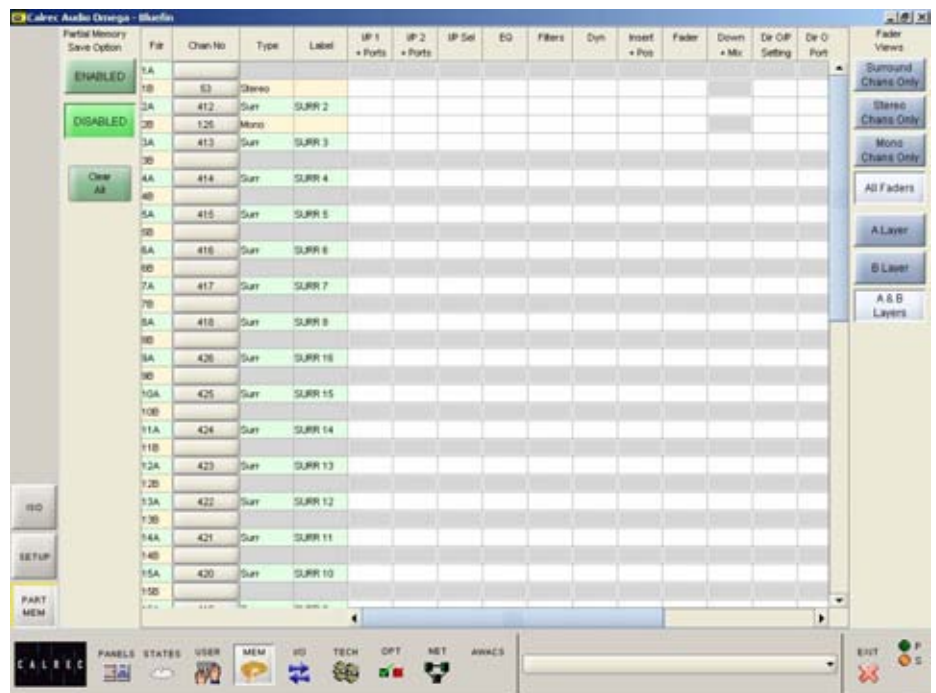 Calrec Audio Omega - Bluefin
Partial Memory Save Option
ENABLED
DISABLED
Clear All
ISO
SETUP
PART MEM
Fdr Chan No Type Label I/P 1 + Ports I/P 2 + Ports I/P Sel EQ Filters Dyn Insert + Pos Fader Down + Mix Dir O/P Setting Dir O Port
1A
1B 53 Stereo
2A 412 Surr SURR 2
2B 125 Mono
3A 413 Surr SURR 3
3B
4A 414 Surr SURR 4
4B
5A 415 Surr SURR 5
5B
6A 416 Surr SURR 6
6B
7A 417 Surr SURR 7
7B
8A 418 Surr SURR 8
8B
9A 426 Surr SURR 16
9B
10A 425 Surr SURR 15
10B
11A 424 Surr SURR 14
11B
12A 423 Surr SURR 13
12B
13A 422 Surr SURR 12
13B
14A 421 Surr SURR 11
14B
15A 420 Surr SURR 10
15B
Fader Views
Surround Chans Only
Stereo Chans Only
Mono Chans Only
All Faders
A Layer
B Layer
A & B Layers
CALREC
PANELS STATES USER MEM I/O TECH OPT NET AWACS
EXIT
P
S